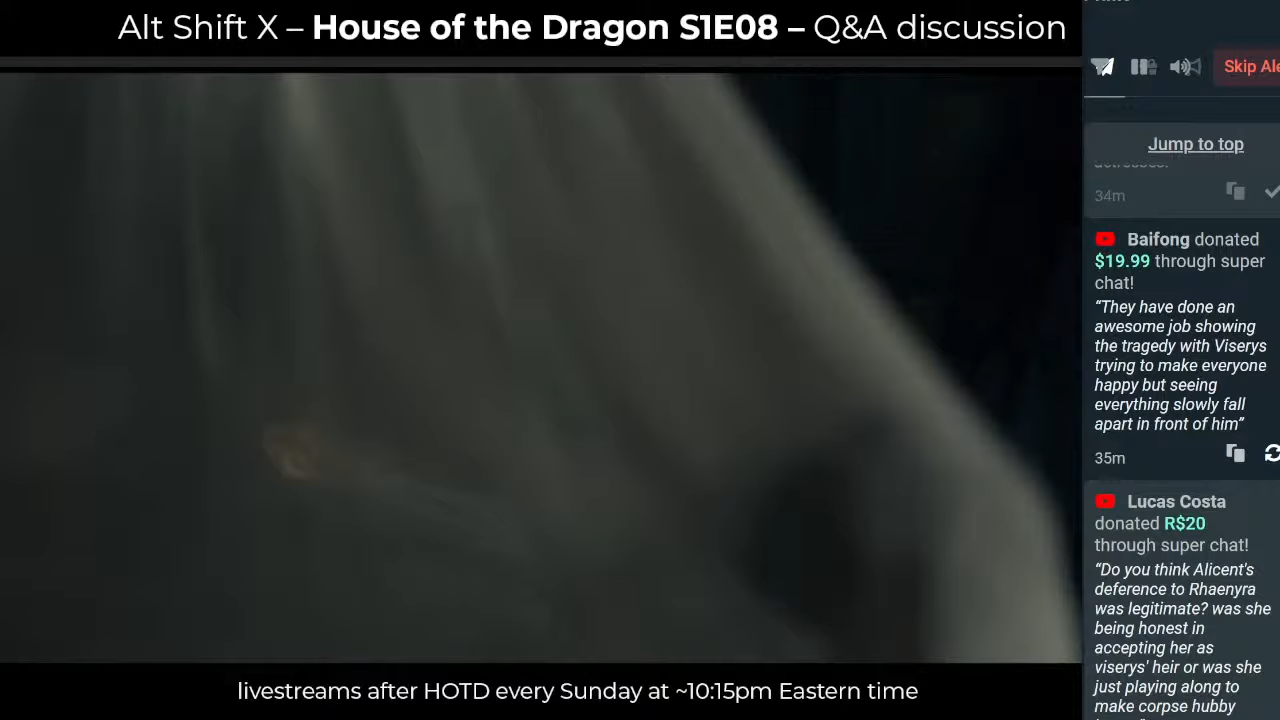 Alt Shift X – House of the Dragon S1E08 – Q&A discussion
Skip Ale
Jump to top
34m
Baifong donated
$19.99 through super
chat!
“They have done an
awesome job showing
the tragedy with Viserys
trying to make everyone
happy but seeing
everything slowly fall
apart in front of him”
35m
Lucas Costa
donated R$20
through super chat!
“Do you think Alicent's
deference to Rhaenyra
was legitimate? was she
being honest in
accepting her as
viserys' heir or was she
just playing along to
make corpse hubby
livestreams after HOTD every Sunday at ~10:15pm Eastern time